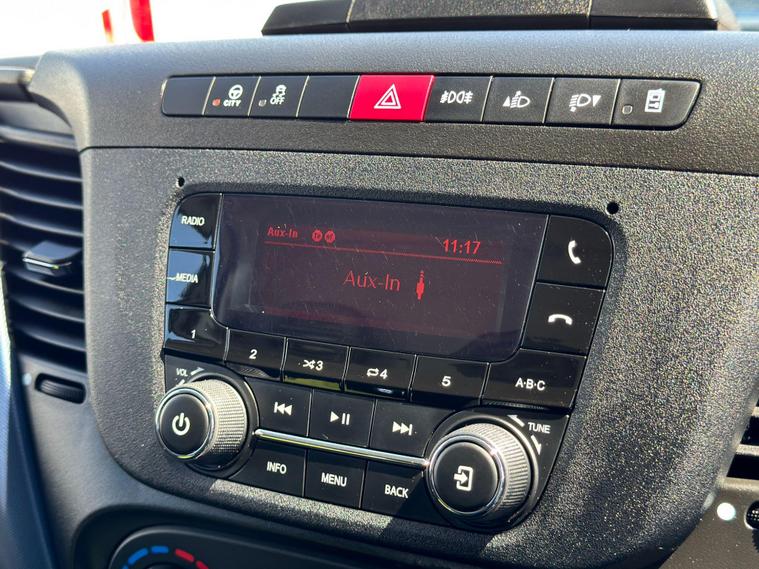 CITY
OFF
RADIO
Aux-In
11:17
MEDIA
Aux-In
1
2
3
4
5
A·B·C
VOL
TUNE
INFO
MENU
BACK